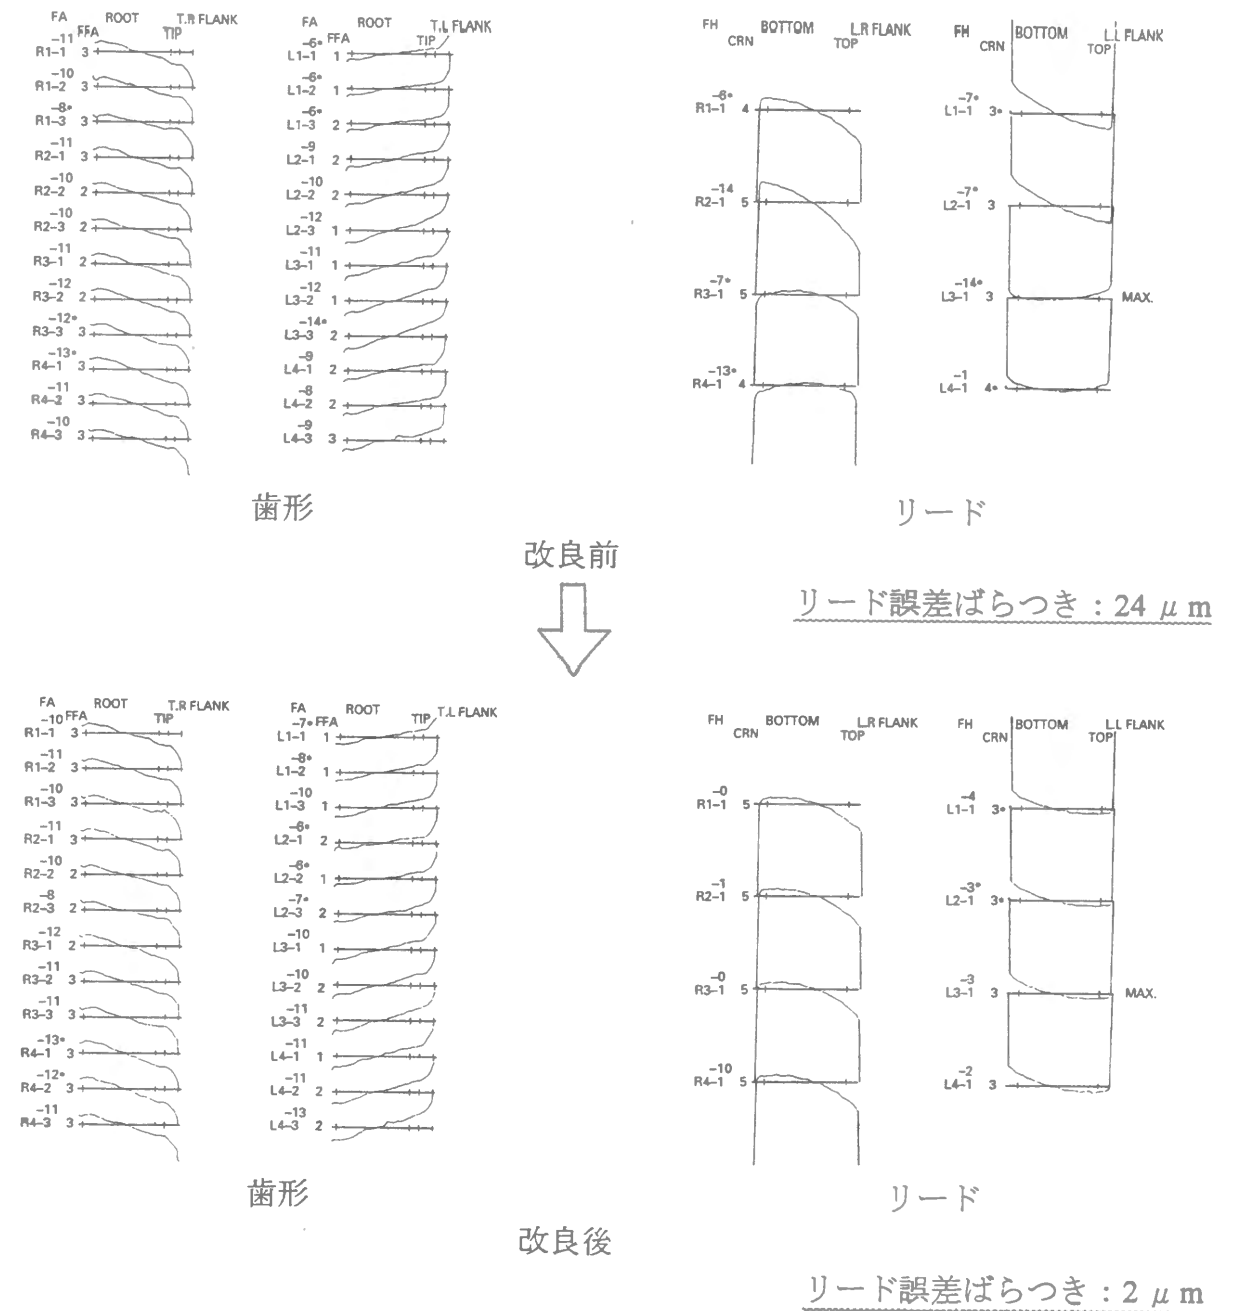 FA ROOT T.R FLANK
FFA TIP
-11
R1-1 3
-10
R1-2 3
-8*
R1-3 3
-11
R2-1 3
-10
R2-2 2
-10
R2-3 2
-11
R3-1 2
-12
R3-2 2
-12*
R3-3 3
-13*
R4-1 3
-11
R4-2 3
-10
R4-3 3
FA ROOT T.L FLANK
FFA TIP
-6*
L1-1 1
-6*
L1-2 1
-6*
L1-3 2
-9
L2-1 2
-10
L2-2 2
-12
L2-3 1
-11
L3-1 1
-12
L3-2 1
-14*
L3-3 2
-9
L4-1 2
-8
L4-2 2
-9
L4-3 3
歯形
FH BOTTOM L.R FLANK
CRN TOP
-6*
R1-1 4
-14
R2-1 5
-7*
R3-1 5
-13*
R4-1 4
FH BOTTOM L.L FLANK
CRN TOP
-7*
L1-1 3*
-7*
L2-1 3
-14*
L3-1 3 MAX.
-1
L4-1 4*
リード
改良前
リード誤差ばらつき：24 μm
FA ROOT T.R FLANK
-10 FFA TIP
R1-1 3
-11
R1-2 3
-10
R1-3 3
-11
R2-1 3
-10
R2-2 2
-8
R2-3 2
-12
R3-1 2
-11
R3-2 3
-11
R3-3 3
-13*
R4-1 3
-12*
R4-2 3
-11
R4-3 3
FA ROOT T.L FLANK
-7* FFA TIP
L1-1 1
-8*
L1-2 1
-10
L1-3 1
-6*
L2-1 2
-6*
L2-2 1
-7*
L2-3 2
-10
L3-1 1
-10
L3-2 2
-11
L3-3 2
-11
L4-1 1
-11
L4-2 2
-13
L4-3 2
歯形
FH BOTTOM L.R FLANK
CRN TOP
-0
R1-1 5
-1
R2-1 5
-0
R3-1 5
-10
R4-1 5
FH BOTTOM L.L FLANK
CRN TOP
-4
L1-1 3*
-3*
L2-1 3*
-3
L3-1 3 MAX.
-2
L4-1 3
リード
改良後
リード誤差ばらつき：2 μm